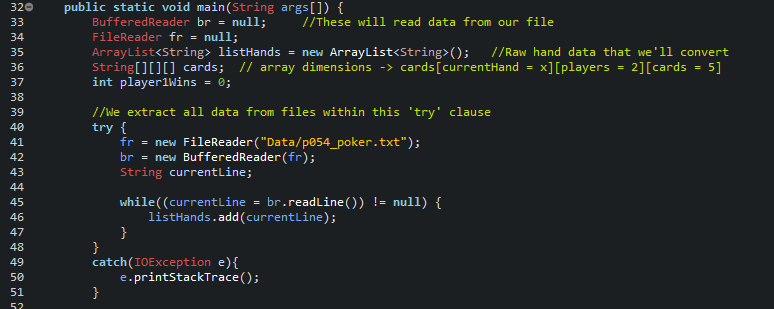 32 public static void main(String args[]) {
33 BufferedReader br = null; //These will read data from our file
34 FileReader fr = null;
35 ArrayList<String> listHands = new ArrayList<String>(); //Raw hand data that we'll convert
36 String[][][] cards; // array dimensions -> cards[currentHand = x][players = 2][cards = 5]
37 int player1Wins = 0;
38
39 //We extract all data from files within this 'try' clause
40 try {
41 fr = new FileReader("Data/p054_poker.txt");
42 br = new BufferedReader(fr);
43 String currentLine;
44
45 while((currentLine = br.readLine()) != null) {
46 listHands.add(currentLine);
47 }
48 }
49 catch(IOException e){
50 e.printStackTrace();
51 }
52